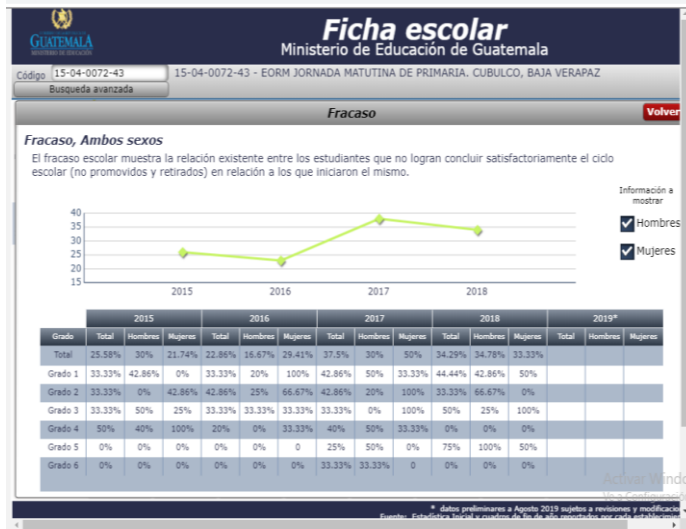 GUATEMALA
MINISTERIO DE EDUCACIÓN
Ficha escolar
Ministerio de Educación de Guatemala
Código 15-04-0072-43 15-04-0072-43 - EORM JORNADA MATUTINA DE PRIMARIA. CUBULCO, BAJA VERAPAZ
Busqueda avanzada
Fracaso Volver
Fracaso, Ambos sexos
El fracaso escolar muestra la relación existente entre los estudiantes que no logran concluir satisfactoriamente el ciclo
escolar (no promovidos y retirados) en relación a los que iniciaron el mismo.
Información a
mostrar
Hombres
Mujeres
40
35
30
25
20
15
2015 2016 2017 2018
2015 2016 2017 2018 2019*
Grado Total Hombres Mujeres Total Hombres Mujeres Total Hombres Mujeres Total Hombres Mujeres Total Hombres Mujeres
Total 25.58% 30% 21.74% 22.86% 16.67% 29.41% 37.5% 30% 50% 34.29% 34.78% 33.33%
Grado 1 33.33% 42.86% 0% 33.33% 20% 100% 42.86% 50% 33.33% 44.44% 42.86% 50%
Grado 2 33.33% 0% 42.86% 42.86% 25% 66.67% 42.86% 20% 100% 33.33% 66.67% 0%
Grado 3 33.33% 50% 25% 33.33% 33.33% 33.33% 33.33% 0% 100% 50% 25% 100%
Grado 4 50% 40% 100% 20% 0% 33.33% 40% 50% 33.33% 0% 0% 0%
Grado 5 0% 0% 0% 0% 0% 0 25% 50% 0% 75% 100% 50%
Grado 6 0% 0% 0% 0% 0% 0% 33.33% 33.33% 0 0% 0% 0%
Activar Windo
Ve a Configuració
* datos preliminares a Agosto 2019 sujetos a revisiones y modificacion
Fuente: Estadística Inicial y cuadros de fin de año reportados por cada establecimien